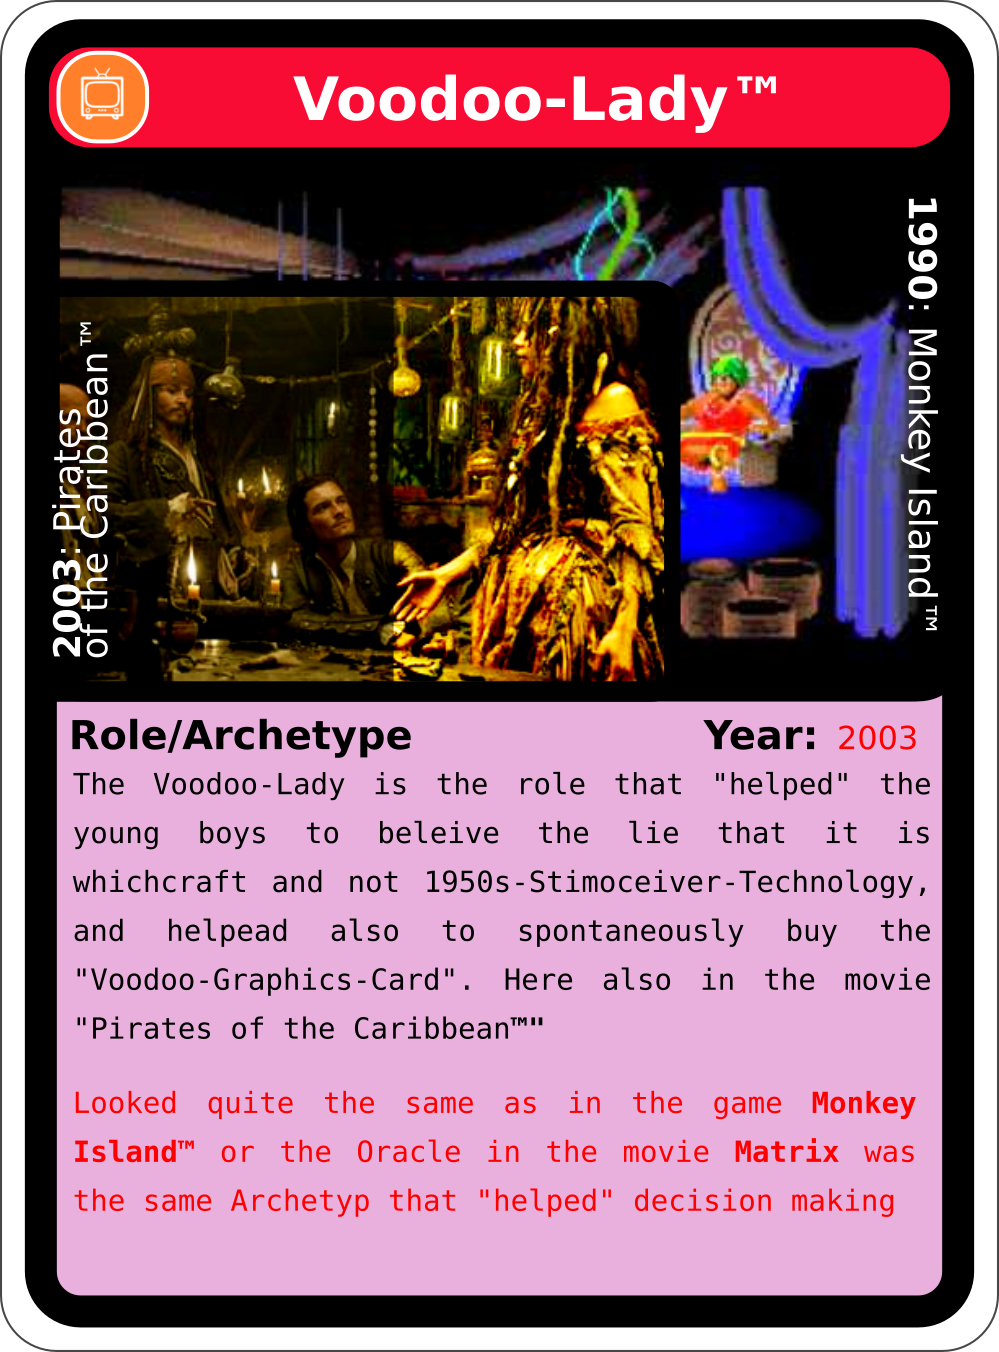 Voodoo-Lady™
1990: Monkey Island™
2003: Pirates
of the Caribbean™
Role/Archetype
Year: 2003
The Voodoo-Lady is the role that "helped" the
young boys to beleive the lie that it is
whichcraft and not 1950s-Stimoceiver-Technology,
and helpead also to spontaneously buy the
"Voodoo-Graphics-Card". Here also in the movie
"Pirates of the Caribbean™"
Looked quite the same as in the game Monkey
Island™ or the Oracle in the movie Matrix was
the same Archetyp that "helped" decision making